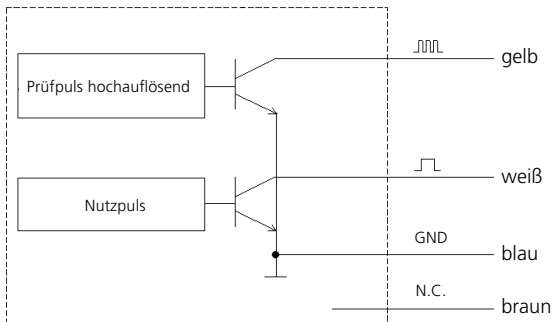 Prüfpuls hochauflösend
gelb
Nutzpuls
weiß
GND
blau
N.C.
braun